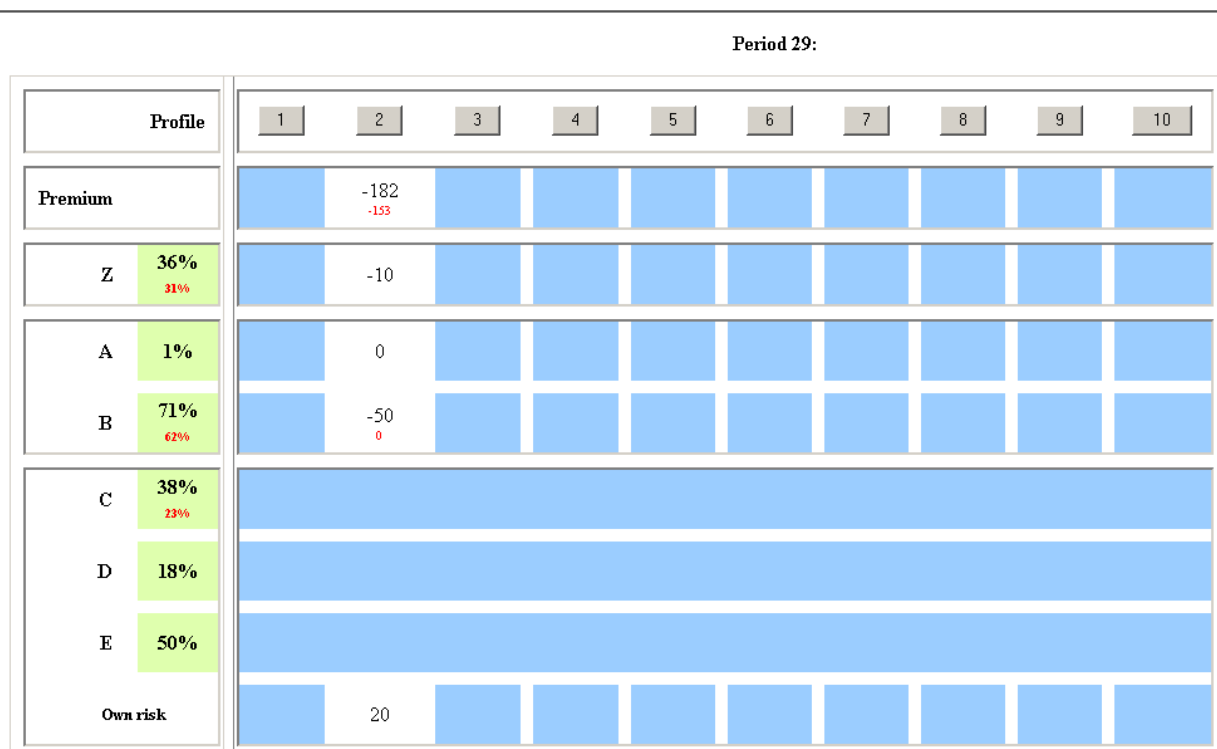 Period 29:
Profile 1 2 3 4 5 6 7 8 9 10
Premium -182
-153
Z 36% -10
31%
A 1% 0
B 71% -50
62% 0
C 38%
23%
D 18%
E 50%
Own risk 20